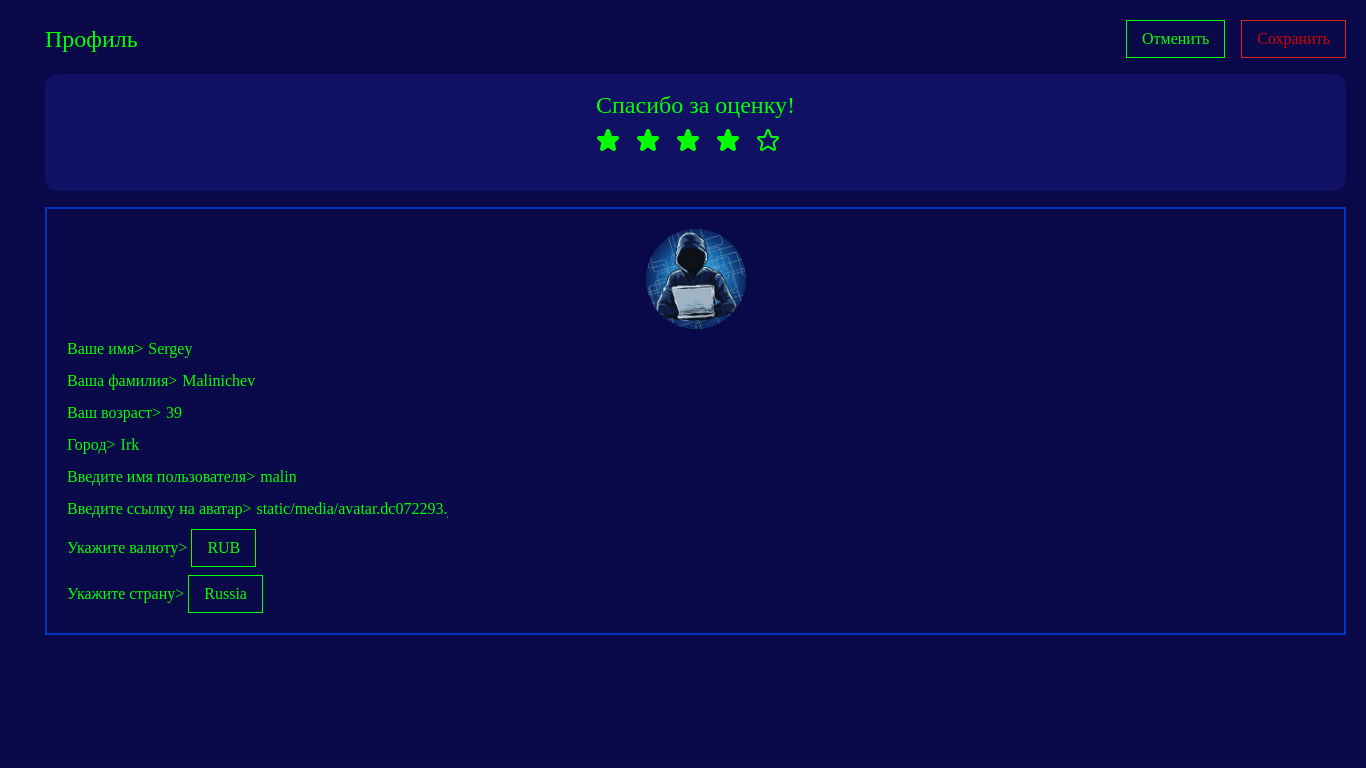 Профиль
Отменить
Сохранить
Спасибо за оценку!
Ваше имя> Sergey
Ваша фамилия> Malinichev
Ваш возраст> 39
Город> Irk
Введите имя пользователя> malin
Введите ссылку на аватар> static/media/avatar.dc072293.
Укажите валюту> RUB
Укажите страну> Russia